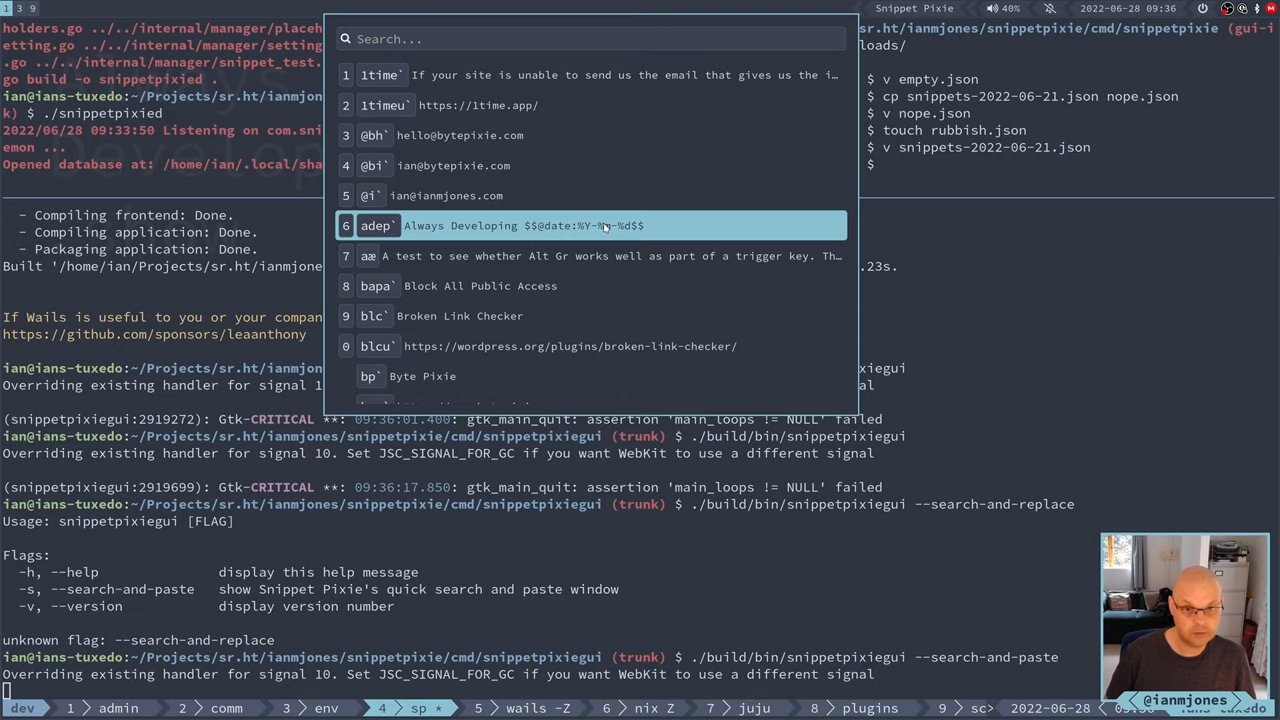 1 3 9
Snippet Pixie
40%
2022-06-28 09:36
holders.go ../../internal/manager/placeh
etting.go ../../internal/manager/setting
.go ../../internal/manager/snippet_test.
go build -o snippetpixied .
ian@ians-tuxedo:~/Projects/sr.ht/ianmjon
k) $ ./snippetpixied
2022/06/28 09:33:50 Listening on com.sni
emon ...
Opened database at: /home/ian/.local/sha
sr.ht/ianmjones/snippetpixie/cmd/snippetpixie (gui-i
loads/
$ v empty.json
$ cp snippets-2022-06-21.json nope.json
$ v nope.json
$ touch rubbish.json
$ v snippets-2022-06-21.json
$
Search...
1 1time` If your site is unable to send us the email that gives us the i…
2 1timeu` https://1time.app/
3 @bh` hello@bytepixie.com
4 @bi` ian@bytepixie.com
5 @i` ian@ianmjones.com
6 adep` Always Developing $$@date:%Y-%m-%d$$
7 aæ A test to see whether Alt Gr works well as part of a trigger key. Th…
8 bapa` Block All Public Access
9 blc` Broken Link Checker
0 blcu` https://wordpress.org/plugins/broken-link-checker/
bp` Byte Pixie
- Compiling frontend: Done.
- Compiling application: Done.
- Packaging application: Done.
Built '/home/ian/Projects/sr.ht/ianmjone
.23s.
If Wails is useful to you or your compan
https://github.com/sponsors/leaanthony
ian@ians-tuxedo:~/Projects/sr.ht/ianmjon
egui
Overriding existing handler for signal 1
al
(snippetpixiegui:2919272): Gtk-CRITICAL **: 09:36:01.400: gtk_main_quit: assertion 'main_loops != NULL' failed
ian@ians-tuxedo:~/Projects/sr.ht/ianmjones/snippetpixie/cmd/snippetpixiegui (trunk) $ ./build/bin/snippetpixiegui
Overriding existing handler for signal 10. Set JSC_SIGNAL_FOR_GC if you want WebKit to use a different signal
(snippetpixiegui:2919699): Gtk-CRITICAL **: 09:36:17.850: gtk_main_quit: assertion 'main_loops != NULL' failed
ian@ians-tuxedo:~/Projects/sr.ht/ianmjones/snippetpixie/cmd/snippetpixiegui (trunk) $ ./build/bin/snippetpixiegui --search-and-replace
Usage: snippetpixiegui [FLAG]
Flags:
-h, --help display this help message
-s, --search-and-paste show Snippet Pixie's quick search and paste window
-v, --version display version number
unknown flag: --search-and-replace
ian@ians-tuxedo:~/Projects/sr.ht/ianmjones/snippetpixie/cmd/snippetpixiegui (trunk) $ ./build/bin/snippetpixiegui --search-and-paste
Overriding existing handler for signal 10. Set JSC_SIGNAL_FOR_GC if you want WebKit to use a different signal
@ianmjones
dev 1 admin 2 comm 3 env 4 sp * 5 wails -Z 6 nix Z 7 juju 8 plugins 9 sc> 2022-06-28